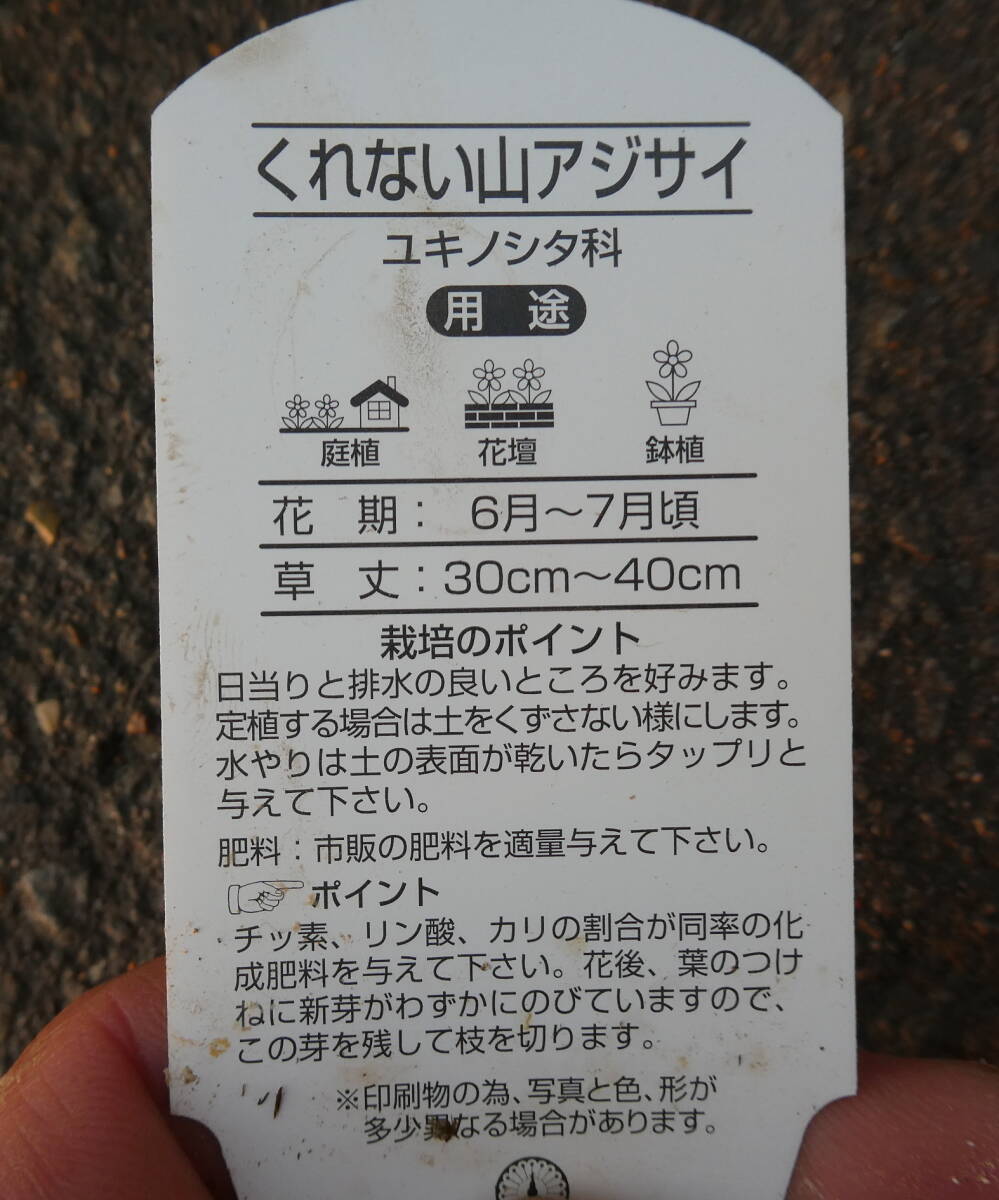 くれない山アジサイ
ユキノシタ科
用　途
庭植　花壇　鉢植
花　期：　6月～7月頃
草　丈：30cm～40cm
栽培のポイント
日当りと排水の良いところを好みます。
定植する場合は土をくずさない様にします。
水やりは土の表面が乾いたらタップリと
与えて下さい。
肥料：市販の肥料を適量与えて下さい。
ポイント
チッ素、リン酸、カリの割合が同率の化
成肥料を与えて下さい。花後、葉のつけ
ねに新芽がわずかにのびていますので、
この芽を残して枝を切ります。
※印刷物の為、写真と色、形が
多少異なる場合があります。